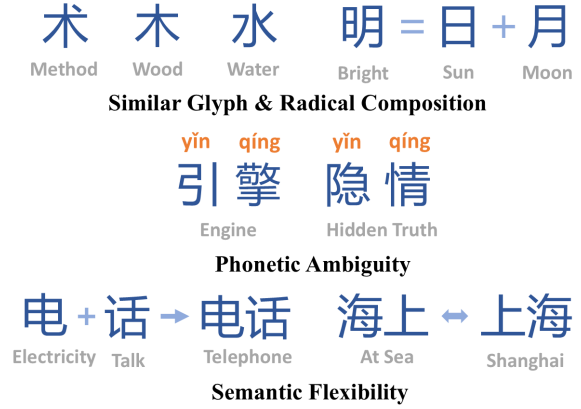 术 木 水 明 = 日 + 月
Method Wood Water Bright Sun Moon
Similar Glyph & Radical Composition
yǐn qíng yǐn qíng
引 擎 隐 情
Engine Hidden Truth
Phonetic Ambiguity
电 + 话 → 电话 海上 ↔ 上海
Electricity Talk Telephone At Sea Shanghai
Semantic Flexibility